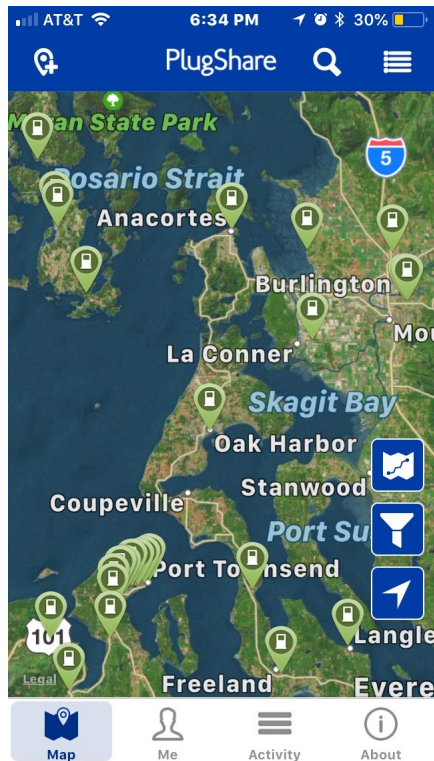 AT&T 6:34 PM 30%
PlugShare
Moran State Park
5
Rosario Strait
Anacortes
Burlington
Mou
La Conner
Skagit Bay
Oak Harbor
Stanwood
Coupeville
Port Su
Port Townsend
101
Langle
Legal
Freeland
Evere
Map Me Activity About